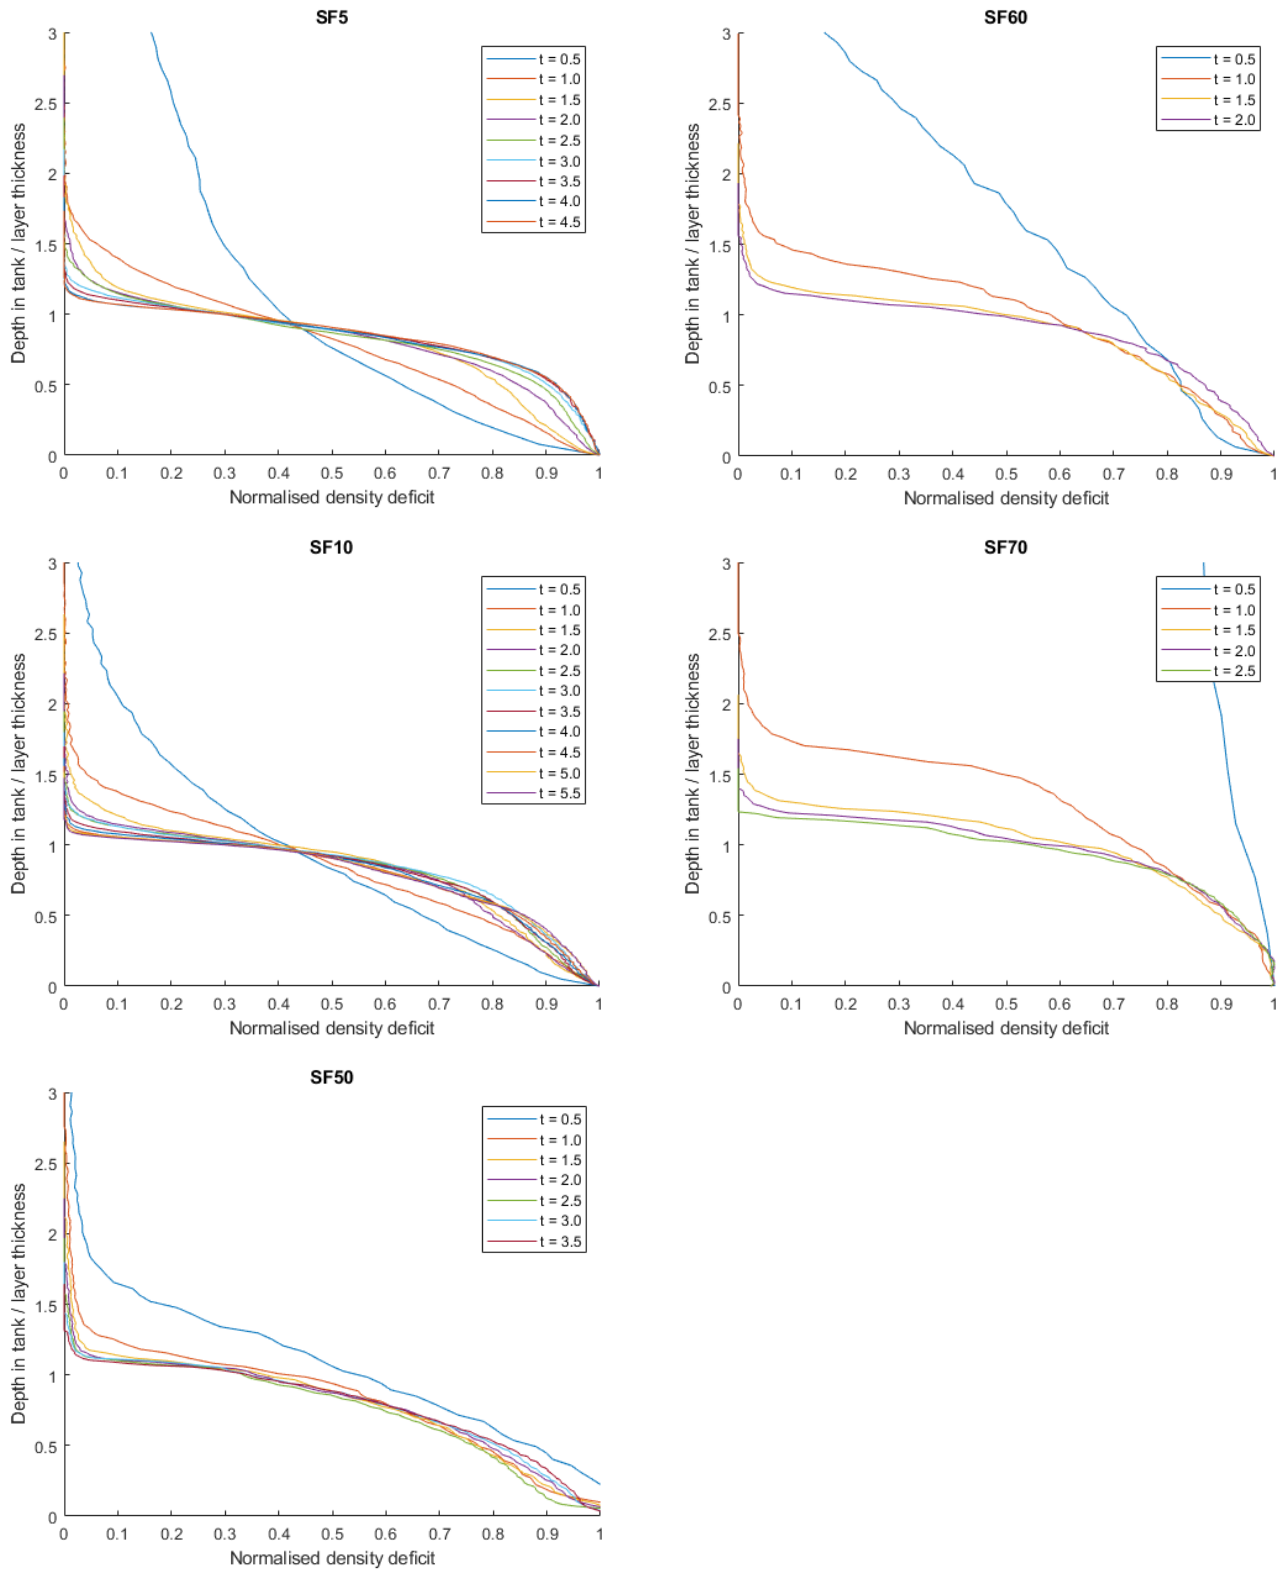 SF5
3
2.5
2
1.5
1
0.5
0
Depth in tank / layer thickness
t = 0.5
t = 1.0
t = 1.5
t = 2.0
t = 2.5
t = 3.0
t = 3.5
t = 4.0
t = 4.5
0 0.1 0.2 0.3 0.4 0.5 0.6 0.7 0.8 0.9 1
Normalised density deficit
SF60
3
2.5
2
1.5
1
0.5
0
Depth in tank / layer thickness
t = 0.5
t = 1.0
t = 1.5
t = 2.0
0 0.1 0.2 0.3 0.4 0.5 0.6 0.7 0.8 0.9 1
Normalised density deficit
SF10
3
2.5
2
1.5
1
0.5
0
Depth in tank / layer thickness
t = 0.5
t = 1.0
t = 1.5
t = 2.0
t = 2.5
t = 3.0
t = 3.5
t = 4.0
t = 4.5
t = 5.0
t = 5.5
0 0.1 0.2 0.3 0.4 0.5 0.6 0.7 0.8 0.9 1
Normalised density deficit
SF70
3
2.5
2
1.5
1
0.5
0
Depth in tank / layer thickness
t = 0.5
t = 1.0
t = 1.5
t = 2.0
t = 2.5
0 0.1 0.2 0.3 0.4 0.5 0.6 0.7 0.8 0.9 1
Normalised density deficit
SF50
3
2.5
2
1.5
1
0.5
0
Depth in tank / layer thickness
t = 0.5
t = 1.0
t = 1.5
t = 2.0
t = 2.5
t = 3.0
t = 3.5
0 0.1 0.2 0.3 0.4 0.5 0.6 0.7 0.8 0.9 1
Normalised density deficit